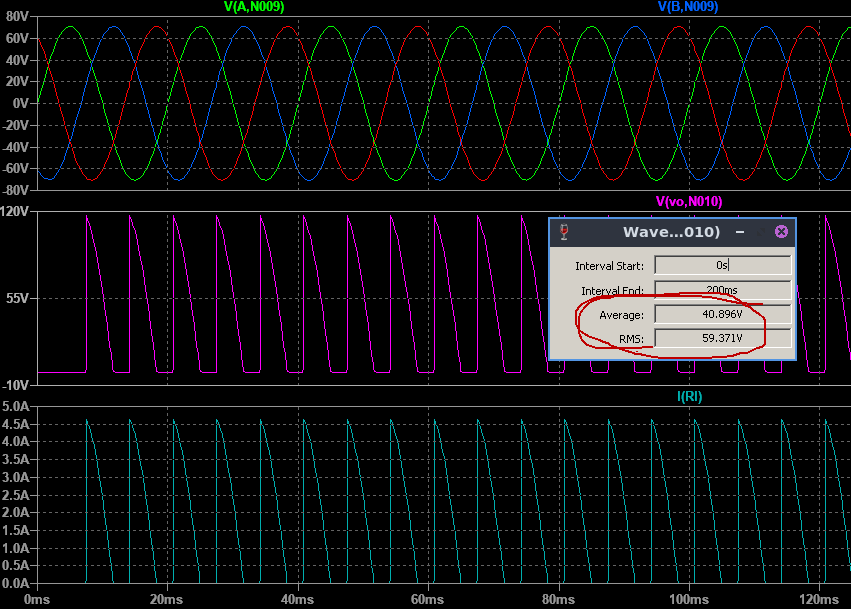 V(A,N009) V(B,N009)
80V
60V
40V
20V
0V
-20V
-40V
-60V
-80V
V(vo,N010)
120V
55V
-10V
Wave...010)
Interval Start: 0s
Interval End: 200ms
Average: 40.896V
RMS: 59.371V
I(Rl)
5.0A
4.5A
4.0A
3.5A
3.0A
2.5A
2.0A
1.5A
1.0A
0.5A
0.0A
0ms 20ms 40ms 60ms 80ms 100ms 120ms